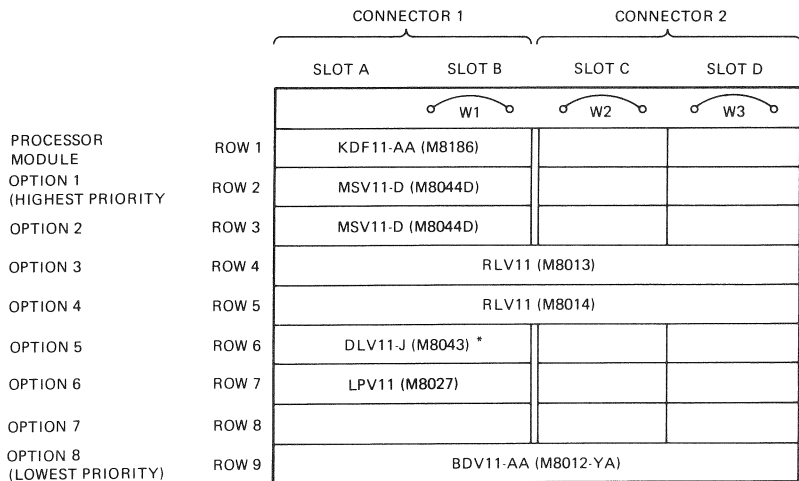 CONNECTOR 1 CONNECTOR 2
SLOT A SLOT B SLOT C SLOT D
W1 W2 W3
PROCESSOR
MODULE ROW 1 KDF11-AA (M8186)
OPTION 1
(HIGHEST PRIORITY ROW 2 MSV11-D (M8044D)
OPTION 2 ROW 3 MSV11-D (M8044D)
OPTION 3 ROW 4 RLV11 (M8013)
OPTION 4 ROW 5 RLV11 (M8014)
OPTION 5 ROW 6 DLV11-J (M8043) *
OPTION 6 ROW 7 LPV11 (M8027)
OPTION 7 ROW 8
OPTION 8
(LOWEST PRIORITY) ROW 9 BDV11-AA (M8012-YA)